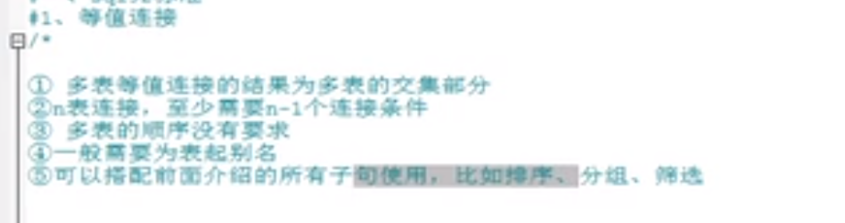 #1、等值连接
/*
① 多表等值连接的结果为多表的交集部分
②n表连接，至少需要n-1个连接条件
③ 多表的顺序没有要求
④一般需要为表起别名
⑤可以搭配前面介绍的所有子句使用，比如排序、分组、筛选